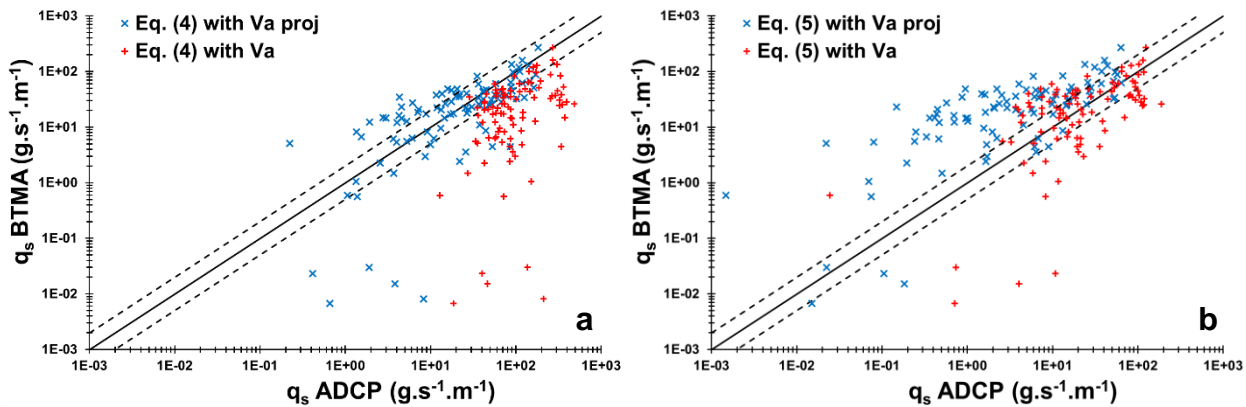 1E+03
1E+02
1E+01
1E+00
1E-01
1E-02
1E-03
qs BTMA (g.s-1.m-1)
Eq. (4) with Va proj
Eq. (4) with Va
a
1E-03 1E-02 1E-01 1E+00 1E+01 1E+02 1E+03
qs ADCP (g.s-1.m-1)
1E+03
1E+02
1E+01
1E+00
1E-01
1E-02
1E-03
qs BTMA (g.s-1.m-1)
Eq. (5) with Va proj
Eq. (5) with Va
b
1E-03 1E-02 1E-01 1E+00 1E+01 1E+02 1E+03
qs ADCP (g.s-1.m-1)